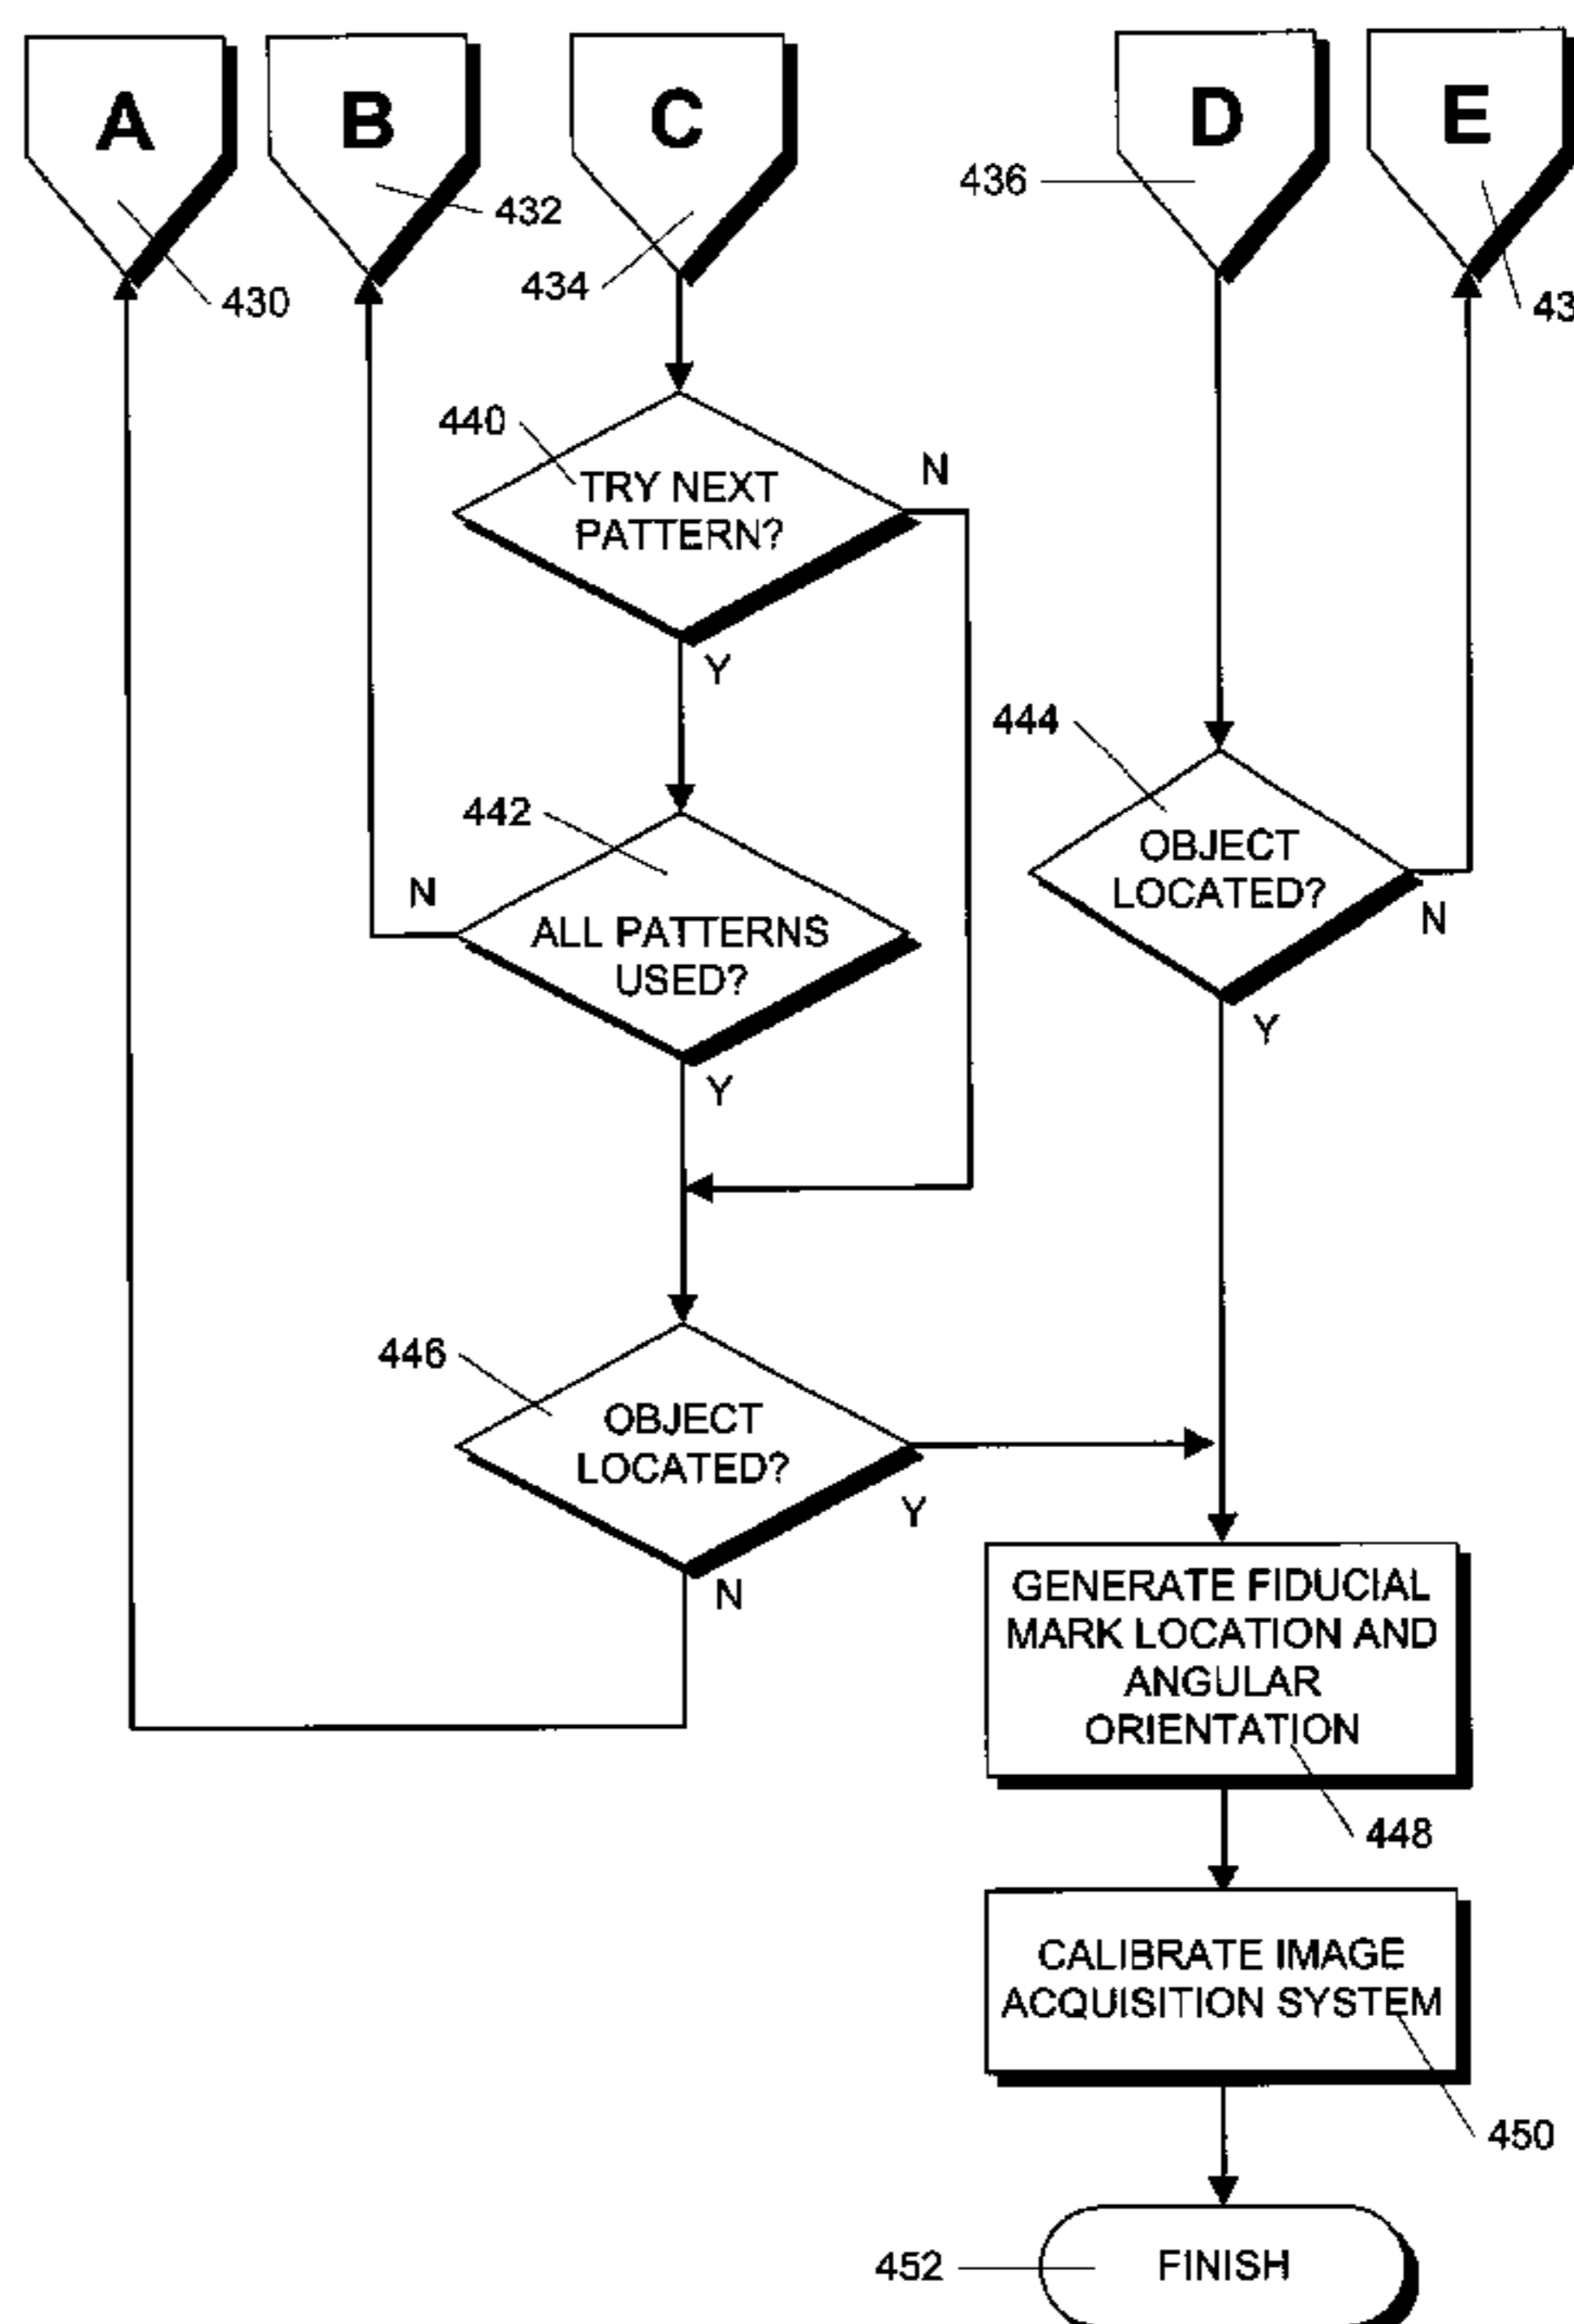 A
B
C
D
E
430
432
434
436
43
440
TRY NEXT
PATTERN?
N
Y
442
ALL PATTERNS
USED?
N
Y
444
OBJECT
LOCATED?
N
Y
446
OBJECT
LOCATED?
Y
N
GENERATE FIDUCIAL
MARK LOCATION AND
ANGULAR
ORIENTATION
448
CALIBRATE IMAGE
ACQUISITION SYSTEM
450
452
FINISH